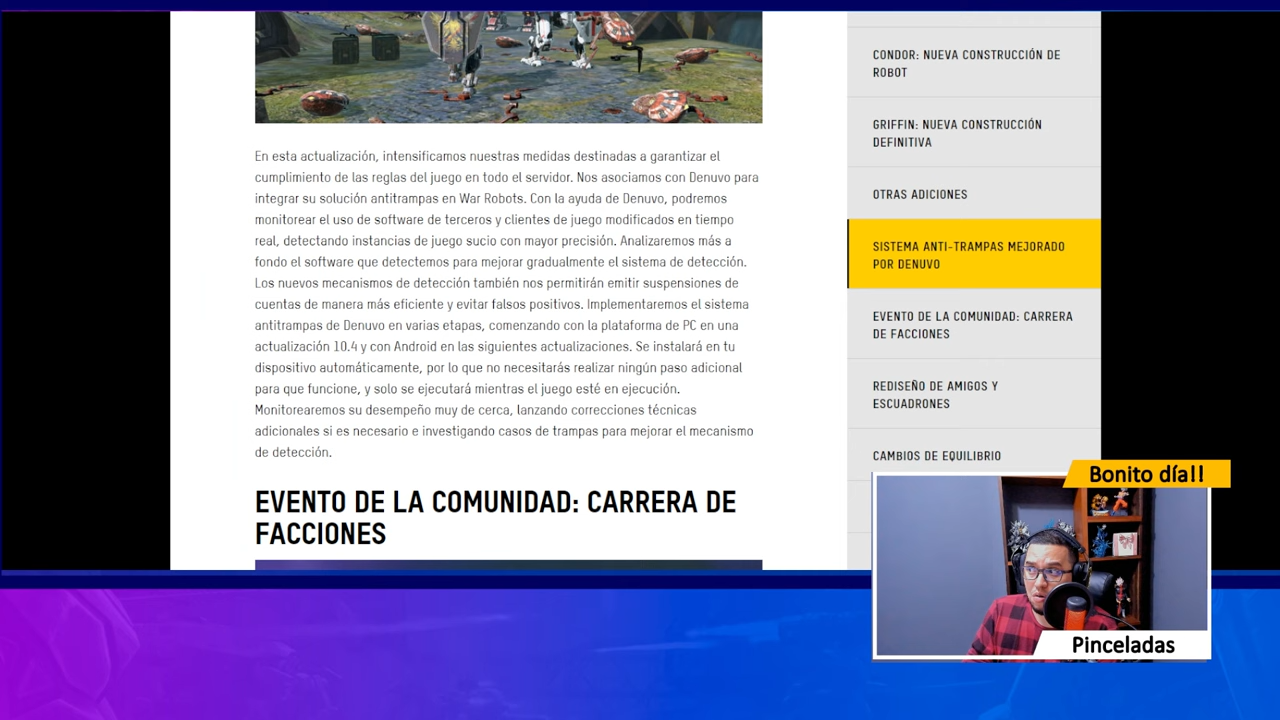 En esta actualización, intensificamos nuestras medidas destinadas a garantizar el
cumplimiento de las reglas del juego en todo el servidor. Nos asociamos con Denuvo para
integrar su solución antitrampas en War Robots. Con la ayuda de Denuvo, podremos
monitorear el uso de software de terceros y clientes de juego modificados en tiempo
real, detectando instancias de juego sucio con mayor precisión. Analizaremos más a
fondo el software que detectemos para mejorar gradualmente el sistema de detección.
Los nuevos mecanismos de detección también nos permitirán emitir suspensiones de
cuentas de manera más eficiente y evitar falsos positivos. Implementaremos el sistema
antitrampas de Denuvo en varias etapas, comenzando con la plataforma de PC en una
actualización 10.4 y con Android en las siguientes actualizaciones. Se instalará en tu
dispositivo automáticamente, por lo que no necesitarás realizar ningún paso adicional
para que funcione, y solo se ejecutará mientras el juego esté en ejecución.
Monitorearemos su desempeño muy de cerca, lanzando correcciones técnicas
adicionales si es necesario e investigando casos de trampas para mejorar el mecanismo
de detección.
EVENTO DE LA COMUNIDAD: CARRERA DE
FACCIONES
CONDOR: NUEVA CONSTRUCCIÓN DE
ROBOT
GRIFFIN: NUEVA CONSTRUCCIÓN
DEFINITIVA
OTRAS ADICIONES
SISTEMA ANTI-TRAMPAS MEJORADO
POR DENUVO
EVENTO DE LA COMUNIDAD: CARRERA
DE FACCIONES
REDISEÑO DE AMIGOS Y
ESCUADRONES
CAMBIOS DE EQUILIBRIO
Bonito día!!
Pinceladas